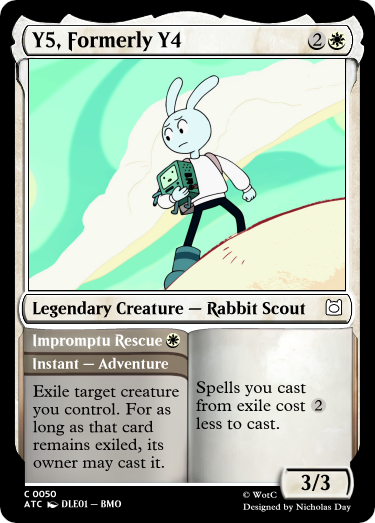 Y5, Formerly Y4 2
Legendary Creature — Rabbit Scout
Impromptu Rescue
Instant — Adventure
Exile target creature
you control. For as
long as that card
remains exiled, its
owner may cast it.
Spells you cast
from exile cost 2
less to cast.
3/3
C 0050
ATC DLE01 — BMO
© WotC
Designed by Nicholas Day